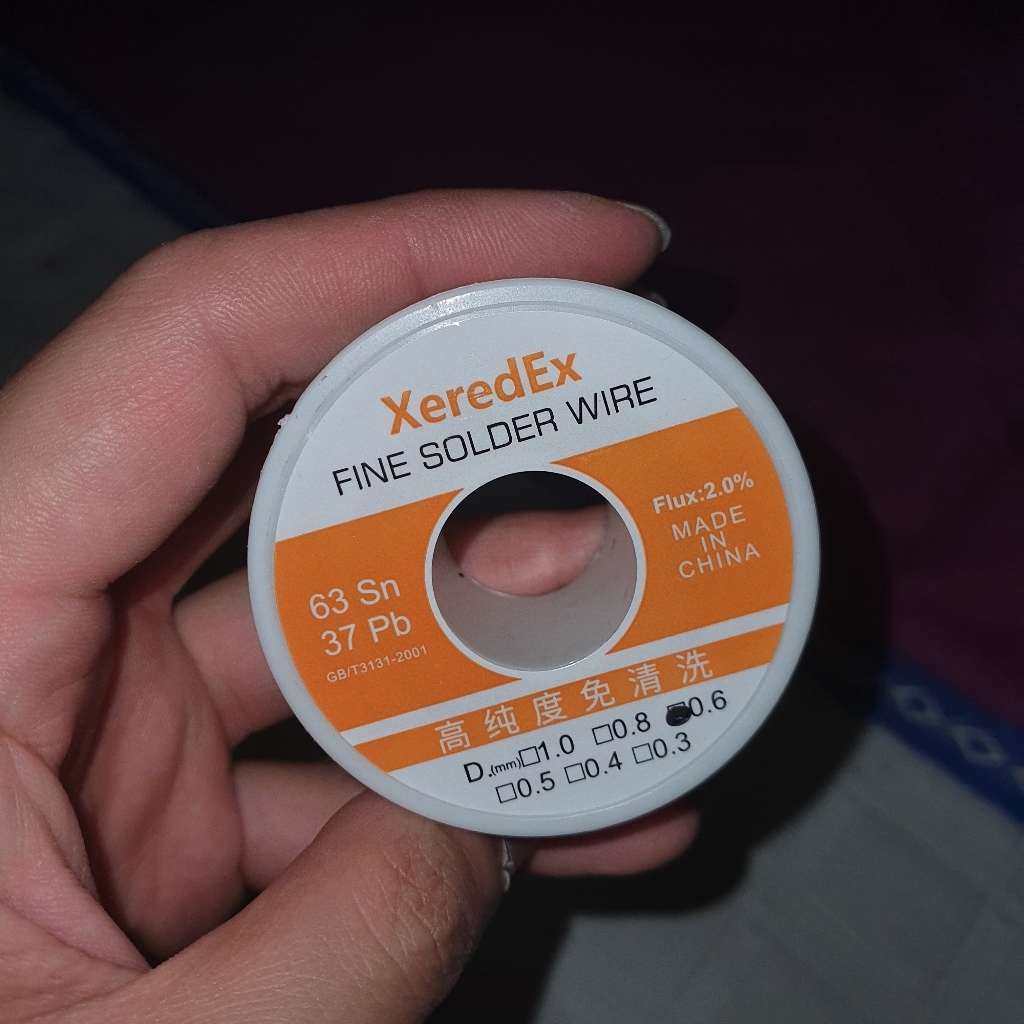 XeredEx
FINE SOLDER WIRE
63 Sn
37 Pb
GB/T3131-2001
Flux:2.0%
MADE
IN
CHINA
高纯度免清洗
D.(mm)□1.0 □0.8 ■0.6
□0.5 □0.4 □0.3